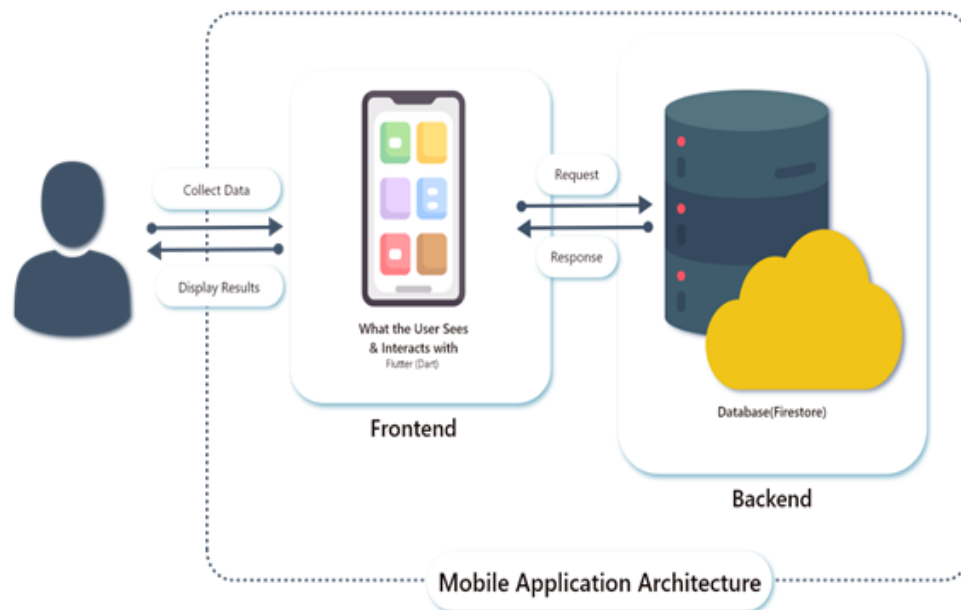 Collect Data
Display Results
What the User Sees
& Interacts with
Flutter (Dart)
Frontend
Request
Response
Database(Firestore)
Backend
Mobile Application Architecture